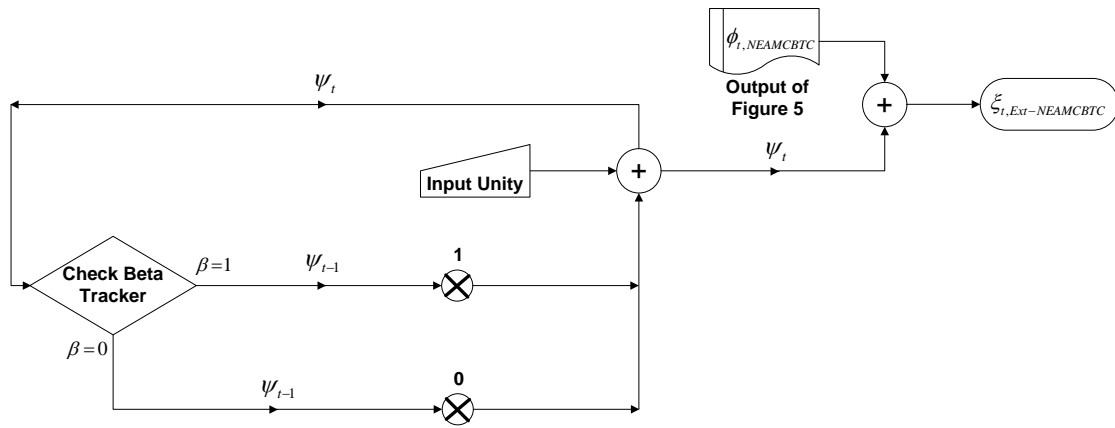 ϕ_{t,NEAMCBTC}
Output of
Figure 5
ψ_t
+
ξ_{t,Ext-NEAMCBTC}
Input Unity
+
ψ_t
Check Beta
Tracker
β=1
ψ_{t-1}
1
β=0
ψ_{t-1}
0